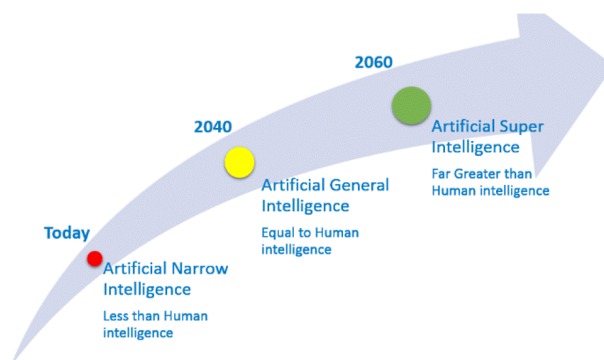 Today
Artificial Narrow
Intelligence
Less than Human
intelligence
2040
Artificial General
Intelligence
Equal to Human
intelligence
2060
Artificial Super
Intelligence
Far Greater than
Human intelligence